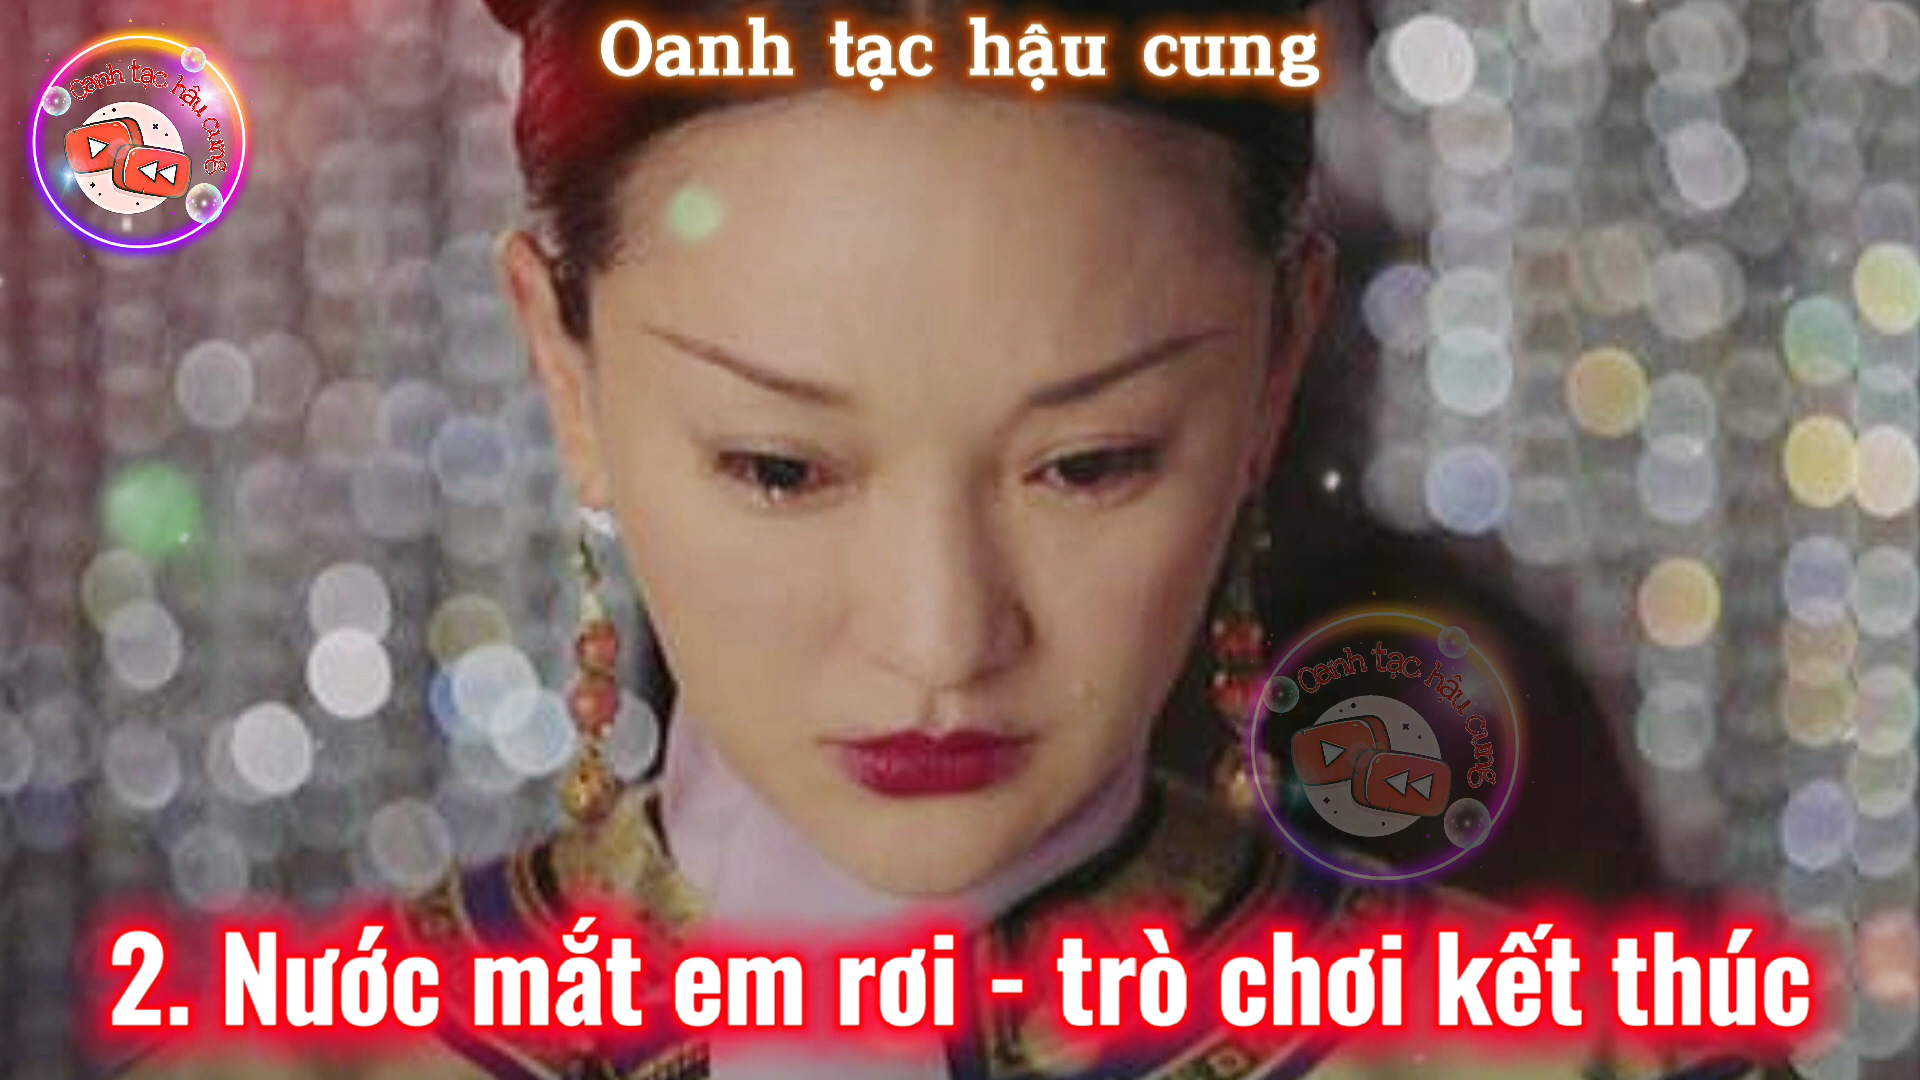 Oanh tạc hậu cung
Oanh tạc hậu cung
Oanh tạc hậu cung
2. Nước mắt em rơi - trò chơi kết thúc